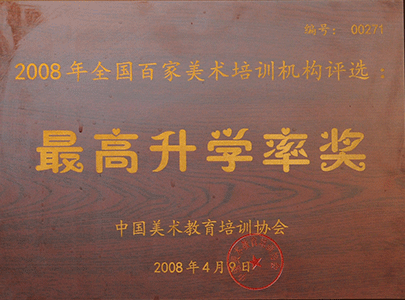 编号: 00271
2008年全国百家美术培训机构评选:
最高升学率奖
中国美术教育培训协会
2008年4月9日